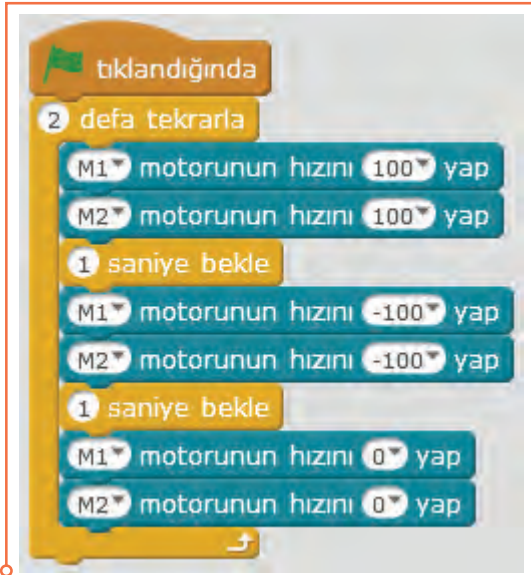 tıklandığında
2 defa tekrarla
M1 motorunun hızını 100 yap
M2 motorunun hızını 100 yap
1 saniye bekle
M1 motorunun hızını -100 yap
M2 motorunun hızını -100 yap
1 saniye bekle
M1 motorunun hızını 0 yap
M2 motorunun hızını 0 yap